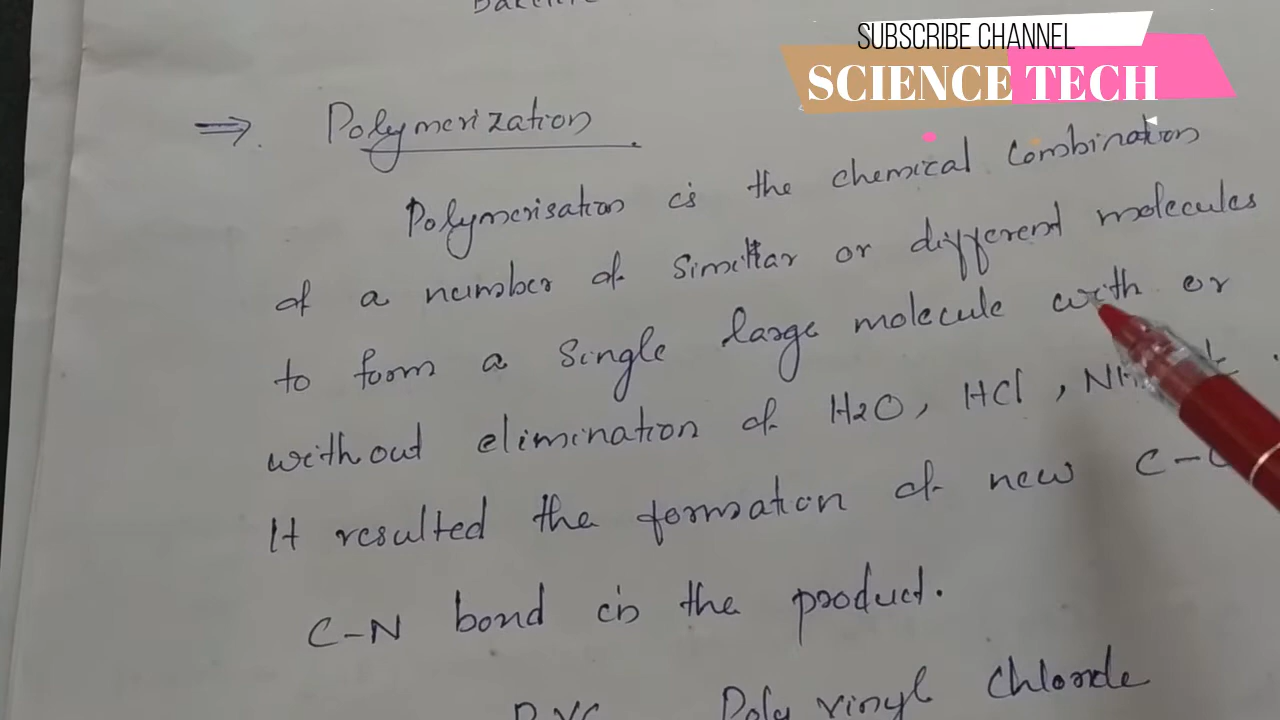 SUBSCRIBE CHANNEL
SCIENCE TECH
⇒ Polymerization.
Polymerisation is the chemical Combination
of a number of similar or different molecules
to form a single large molecule with or
without elimination of H2O, HCl,
It resulted the formation of new
C-N bond in the product.
PVC Poly vinyl Chloride